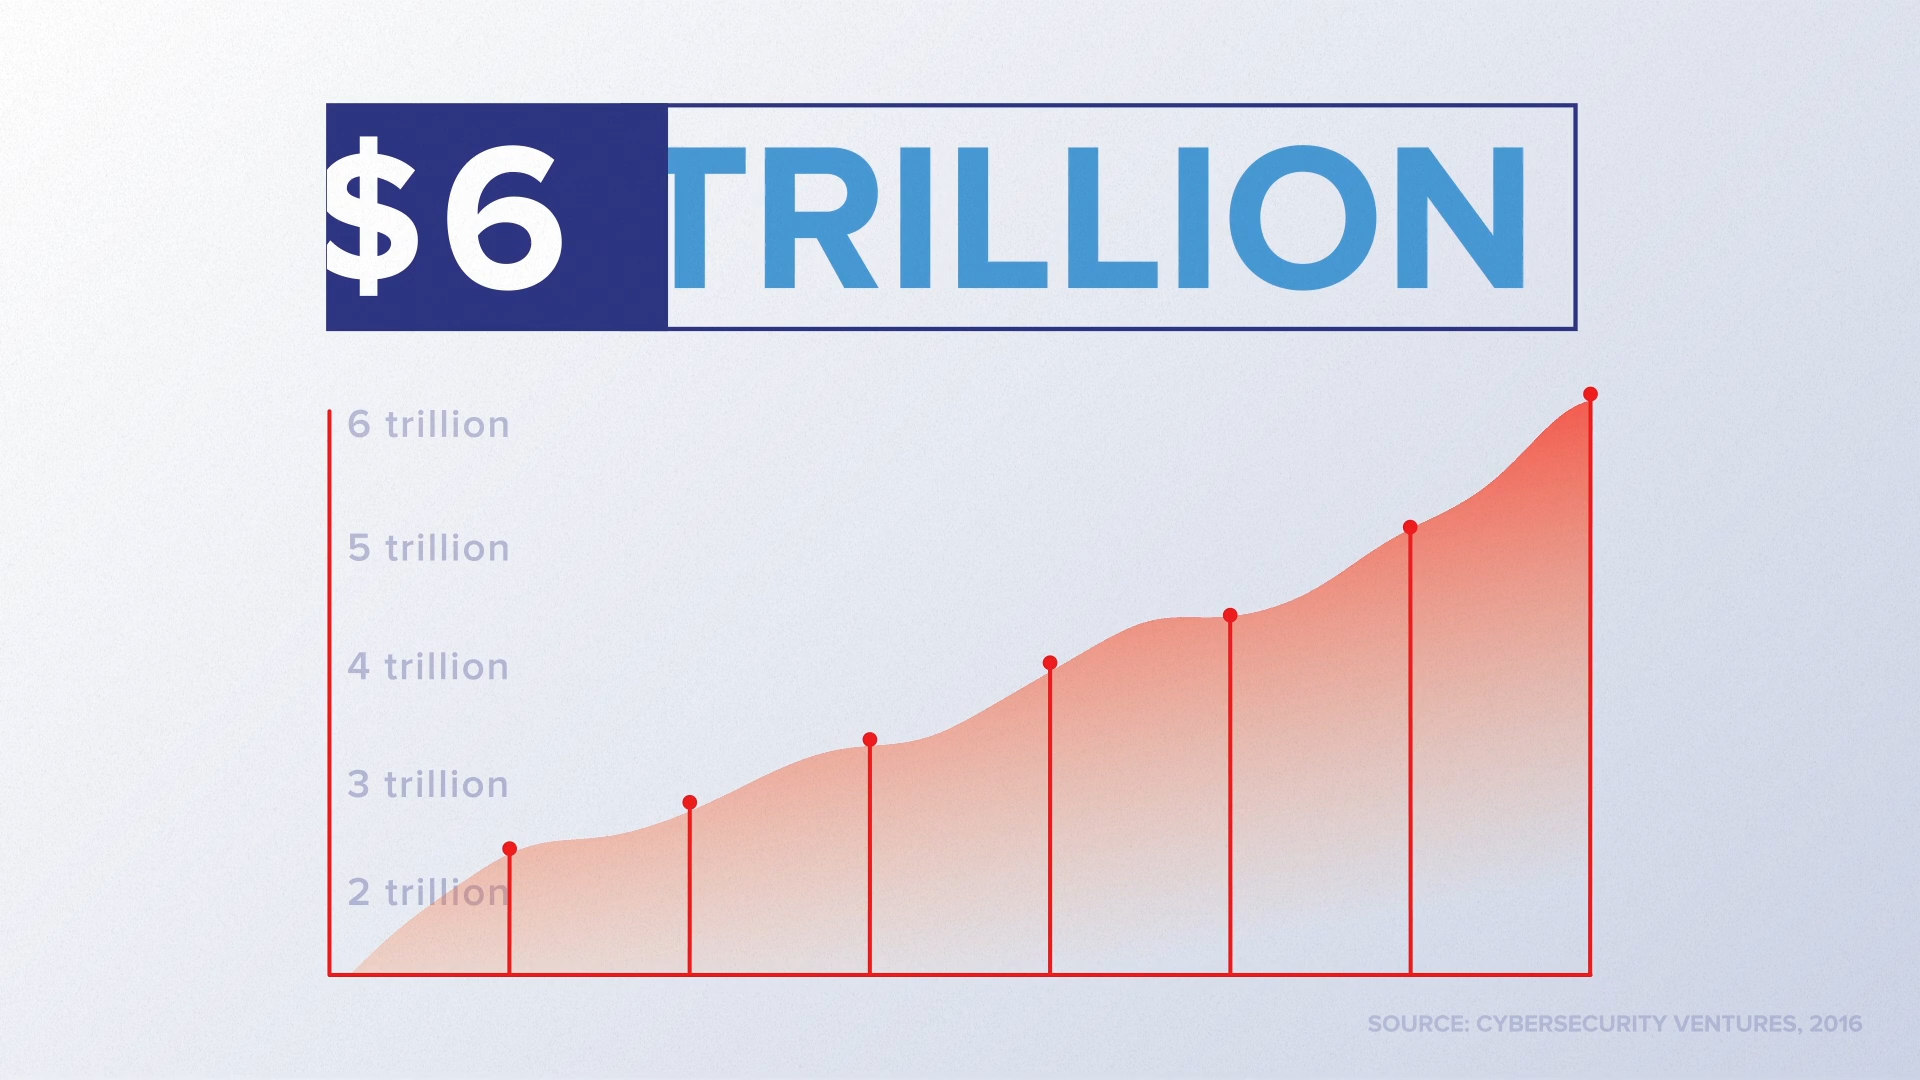 $6 TRILLION
6 trillion
5 trillion
4 trillion
3 trillion
2 trillion
SOURCE: CYBERSECURITY VENTURES, 2016